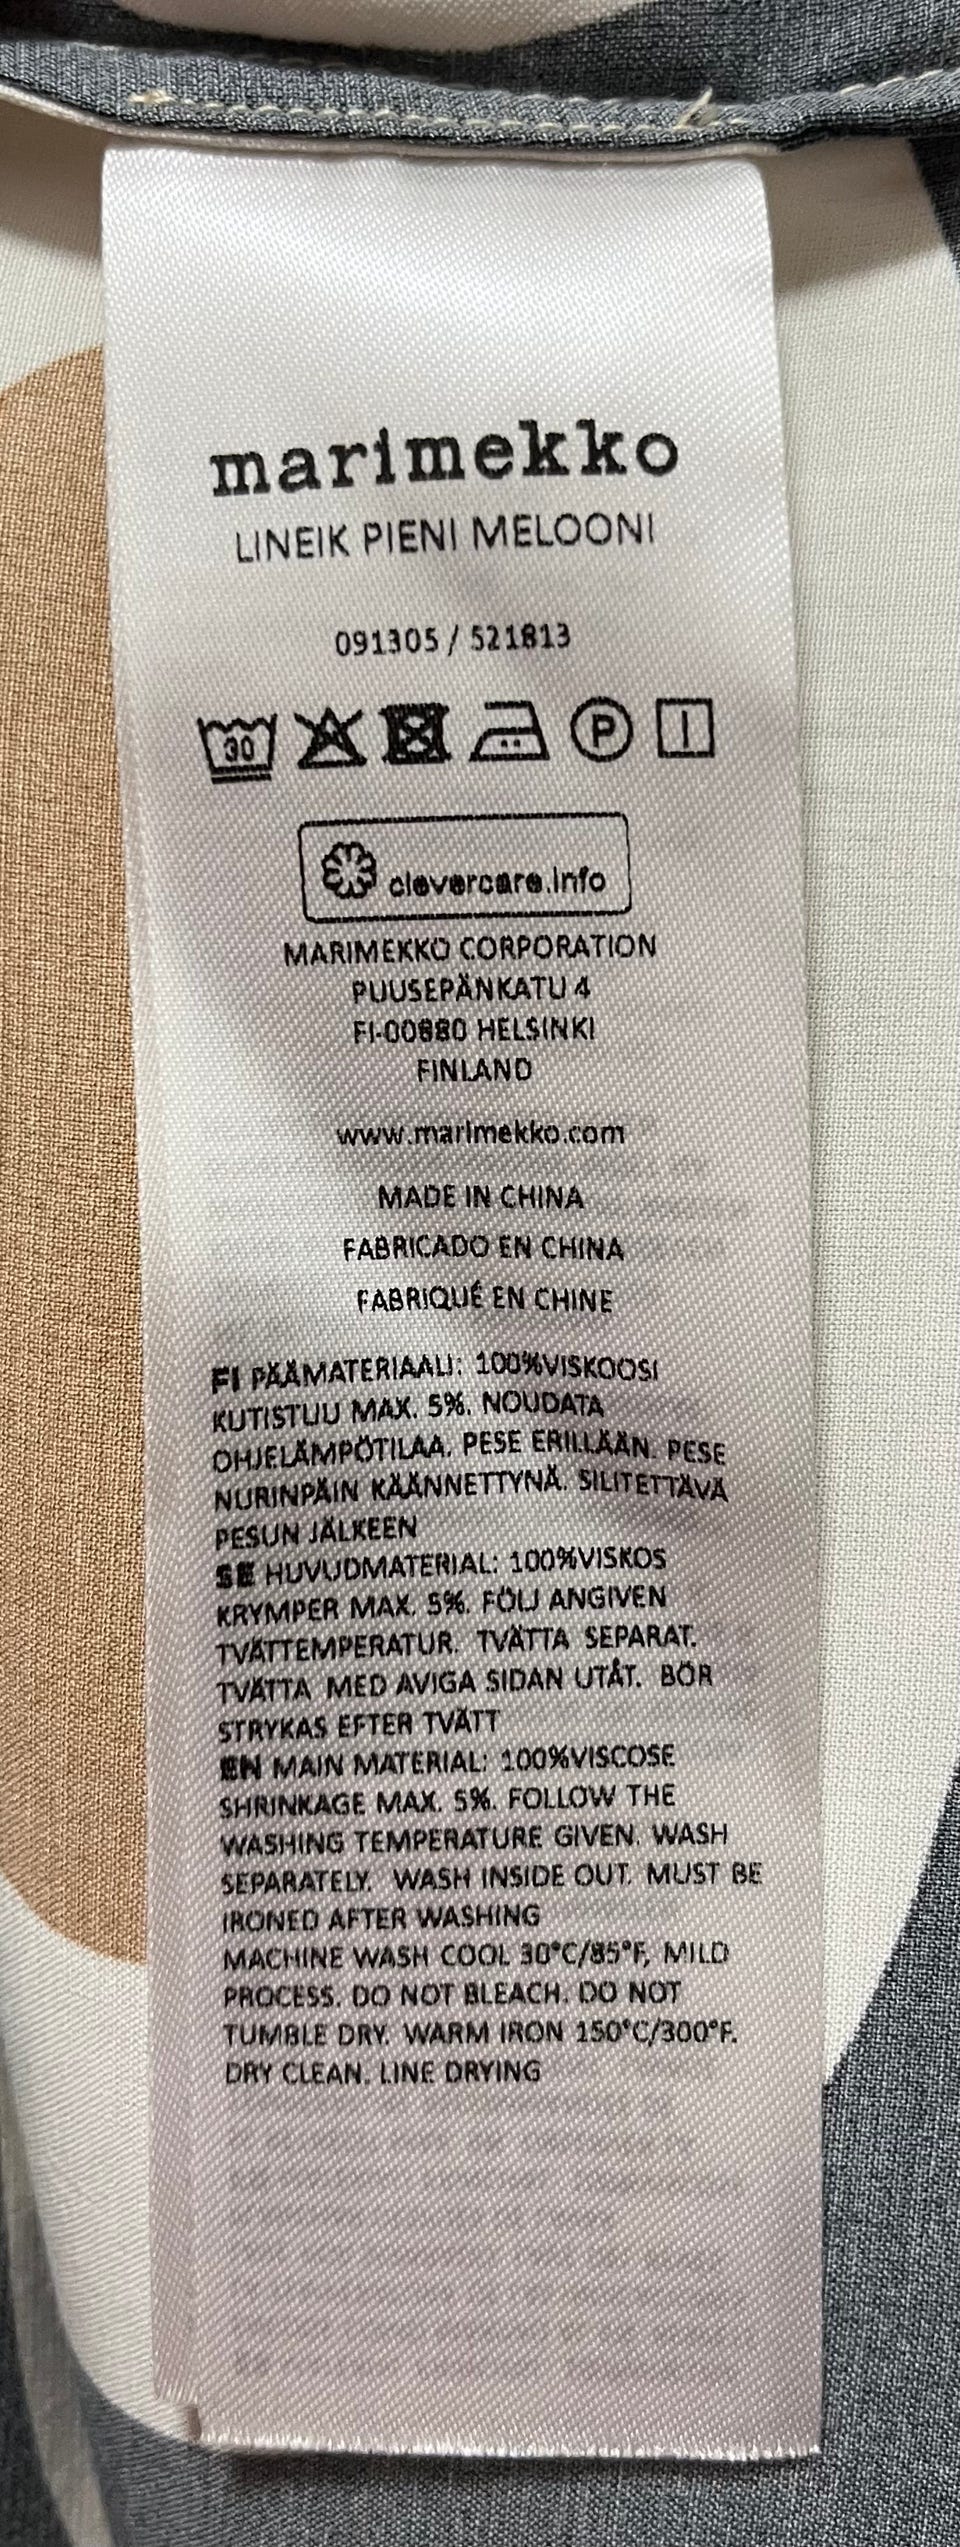 marimekko
LINEIK PIENI MELOONI
091305 / 521813
30 P
clevercare.info
MARIMEKKO CORPORATION
PUUSEPÄNKATU 4
FI-00880 HELSINKI
FINLAND
www.marimekko.com
MADE IN CHINA
FABRICADO EN CHINA
FABRIQUÉ EN CHINE
FI PÄÄMATERIAALI: 100%VISKOOSI
KUTISTUU MAX. 5%. NOUDATA
OHJELÄMPÖTILAA. PESE ERILLÄÄN. PESE
NURINPÄIN KÄÄNNETTYNÄ. SILITETTÄVÄ
PESUN JÄLKEEN
SE HUVUDMATERIAL: 100%VISKOS
KRYMPER MAX. 5%. FÖLJ ANGIVEN
TVÄTTEMPERATUR. TVÄTTA SEPARAT.
TVÄTTA MED AVIGA SIDAN UTÅT. BÖR
STRYKAS EFTER TVÄTT
EN MAIN MATERIAL: 100%VISCOSE
SHRINKAGE MAX. 5%. FOLLOW THE
WASHING TEMPERATURE GIVEN. WASH
SEPARATELY. WASH INSIDE OUT. MUST BE
IRONED AFTER WASHING
MACHINE WASH COOL 30°C/85°F, MILD
PROCESS. DO NOT BLEACH. DO NOT
TUMBLE DRY. WARM IRON 150°C/300°F.
DRY CLEAN. LINE DRYING